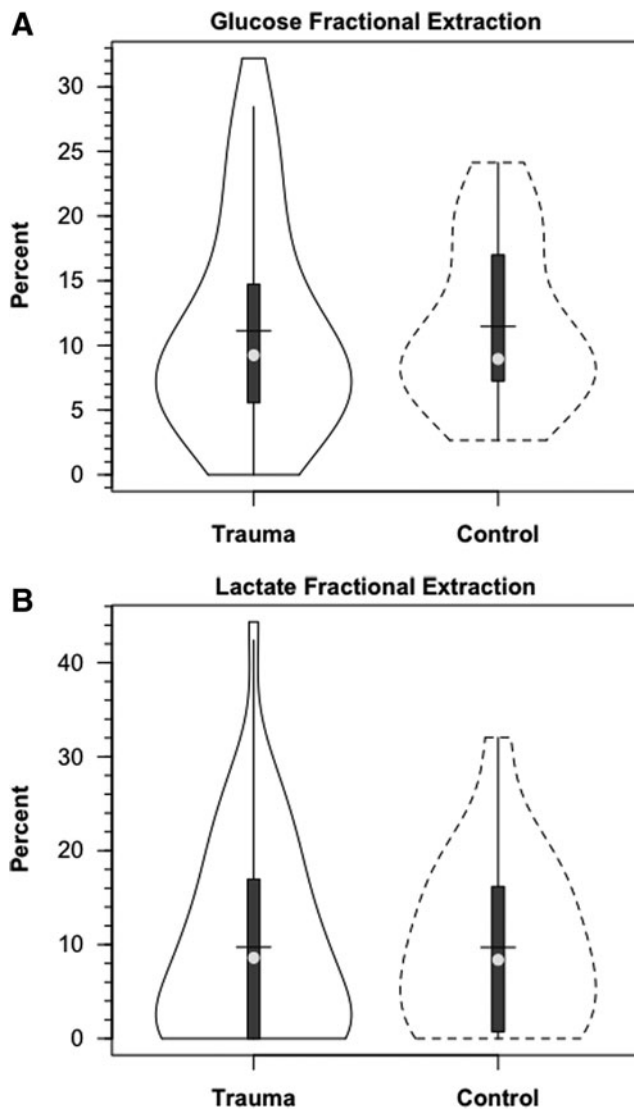 A
Glucose Fractional Extraction
Percent
30
25
20
15
10
5
0
Trauma Control
B
Lactate Fractional Extraction
Percent
40
30
20
10
0
Trauma Control